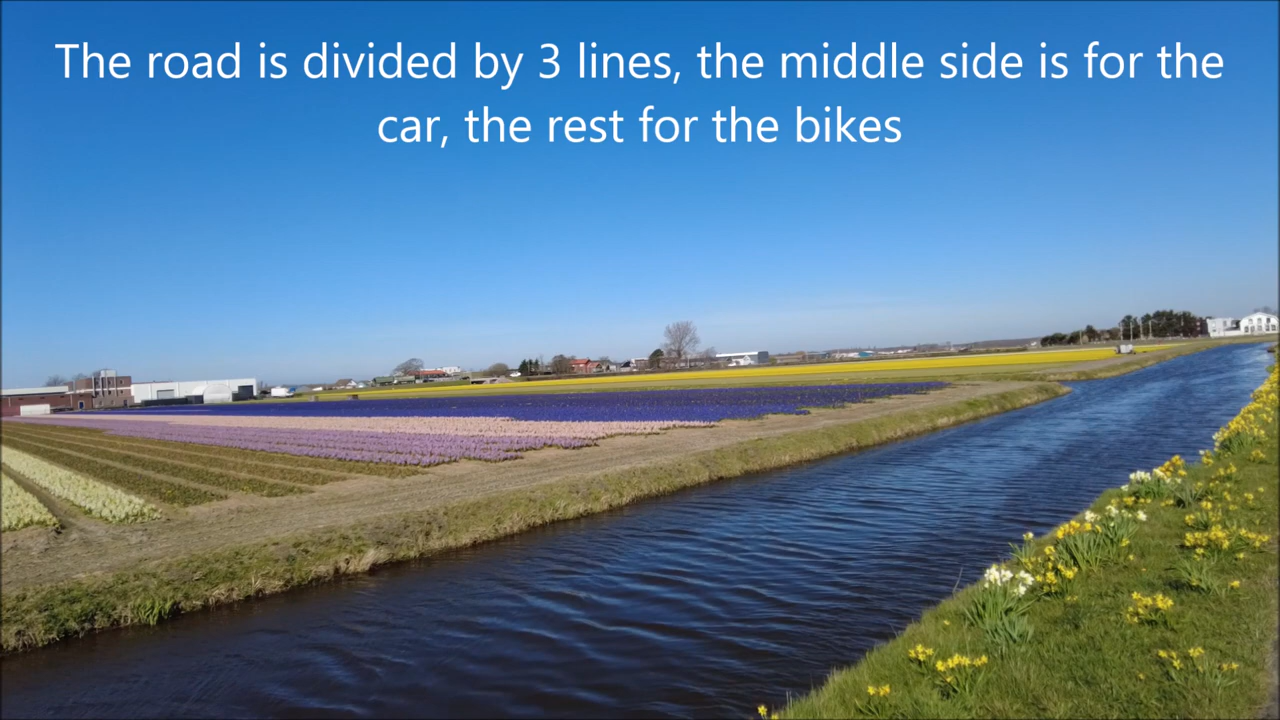 The road is divided by 3 lines, the middle side is for the
car, the rest for the bikes